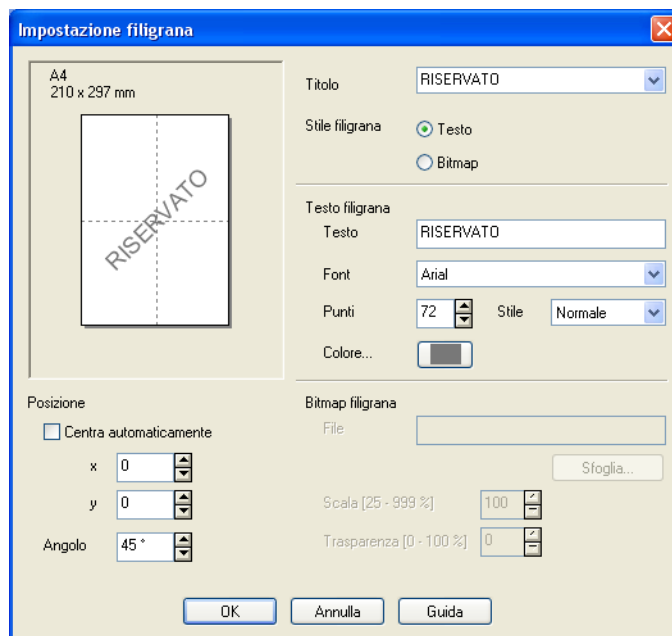 Impostazione filigrana
A4
210 x 297 mm
RISERVATO
Titolo RISERVATO
Stile filigrana Testo
Bitmap
Testo filigrana
Testo RISERVATO
Font Arial
Punti 72 Stile Normale
Colore...
Posizione
Centra automaticamente
x 0
y 0
Angolo 45 °
Bitmap filigrana
File
Sfoglia...
Scala [25 - 999 %] 100
Trasparenza [0 - 100 %] 0
OK Annulla Guida